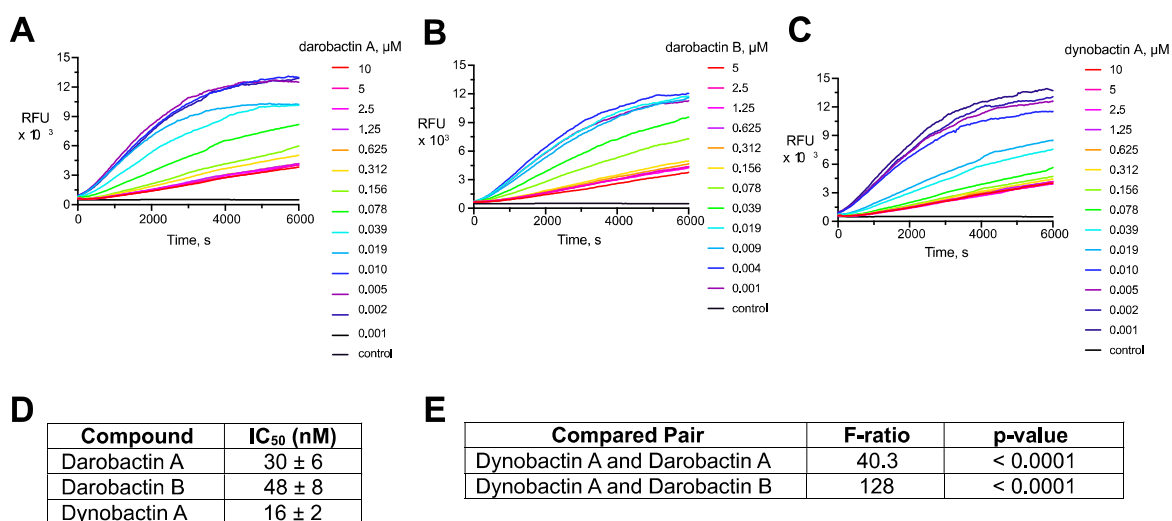 A
darobactin A, µM
15
12
9
6
3
0
RFU
x 10 ³
0
2000
4000
6000
Time, s
10
5
2.5
1.25
0.625
0.312
0.156
0.078
0.039
0.019
0.010
0.005
0.002
0.001
control
B
darobactin B, µM
15
12
9
6
3
0
RFU
x 10³
0
2000
4000
6000
Time, s
5
2.5
1.25
0.625
0.312
0.156
0.078
0.039
0.019
0.009
0.004
0.001
control
C
dynobactin A, µM
15
12
9
6
3
0
RFU
x 10 ³
0
2000
4000
6000
Time, s
10
5
2.5
1.25
0.625
0.312
0.156
0.078
0.039
0.019
0.010
0.005
0.002
0.001
control
D
Compound IC₅₀ (nM)
Darobactin A 30 ± 6
Darobactin B 48 ± 8
Dynobactin A 16 ± 2
E
Compared Pair F-ratio p-value
Dynobactin A and Darobactin A 40.3 < 0.0001
Dynobactin A and Darobactin B 128 < 0.0001